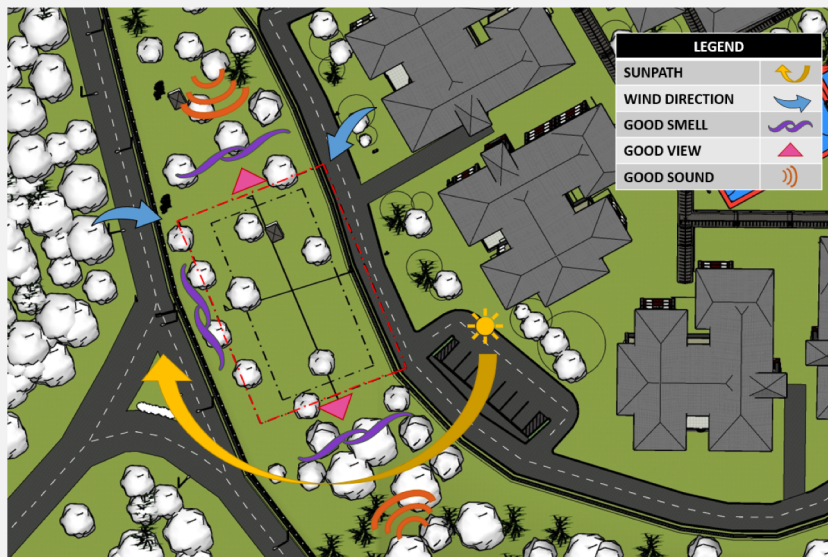 LEGEND
SUNPATH
WIND DIRECTION
GOOD SMELL
GOOD VIEW
GOOD SOUND